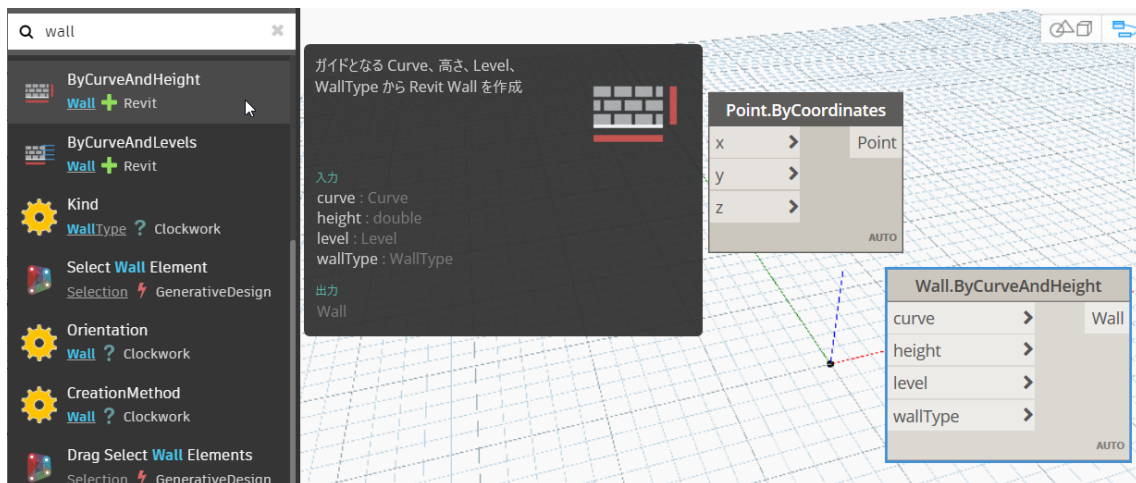 wall
ByCurveAndHeight
Wall Revit
ByCurveAndLevels
Wall Revit
Kind
WallType ? Clockwork
Select Wall Element
Selection GenerativeDesign
Orientation
Wall ? Clockwork
CreationMethod
Wall ? Clockwork
Drag Select Wall Elements
Selection GenerativeDesign
ガイドとなる Curve、高さ、Level、
WallType から Revit Wall を作成
入力
curve : Curve
height : double
level : Level
wallType : WallType
出力
Wall
Point.ByCoordinates
x Point
y
z
AUTO
Wall.ByCurveAndHeight
curve Wall
height
level
wallType
AUTO